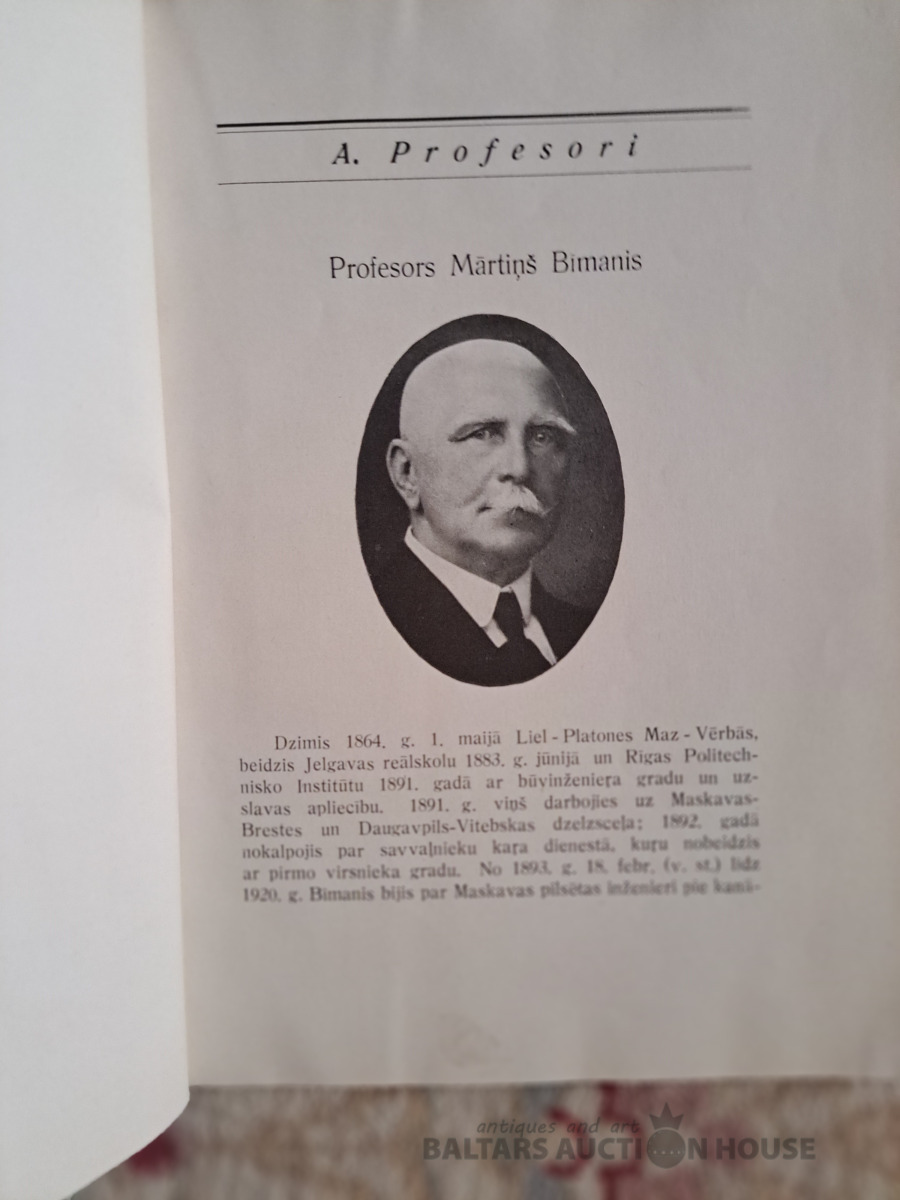 A. Profesori
Profesors Mārtiņš Bimanis
Dzimis 1864. g. 1. maijā Liel-Platones Maz-Vērbās,
beidzis Jelgavas reālskolu 1883. g. jūnijā un Rīgas Politech-
nisko Institūtu 1891. gadā ar būvinženieŗa gradu un uz-
slavas apliecību. 1891. g. viņš darbojies uz Maskavas-
Brestes un Daugavpils-Vitebskas dzelzsceļa; 1892. gadā
nokalpojis par savvaļnieku kaŗa dienestā, kuŗu nobeidzis
ar pirmo virsnieka gradu. No 1893. g. 18. febr. (v. st.) līdz
1920. g. Bimanis bijis par Maskavas pilsētas inženieri pie kanā-
antiques and art
BALTARS AUCTION HOUSE